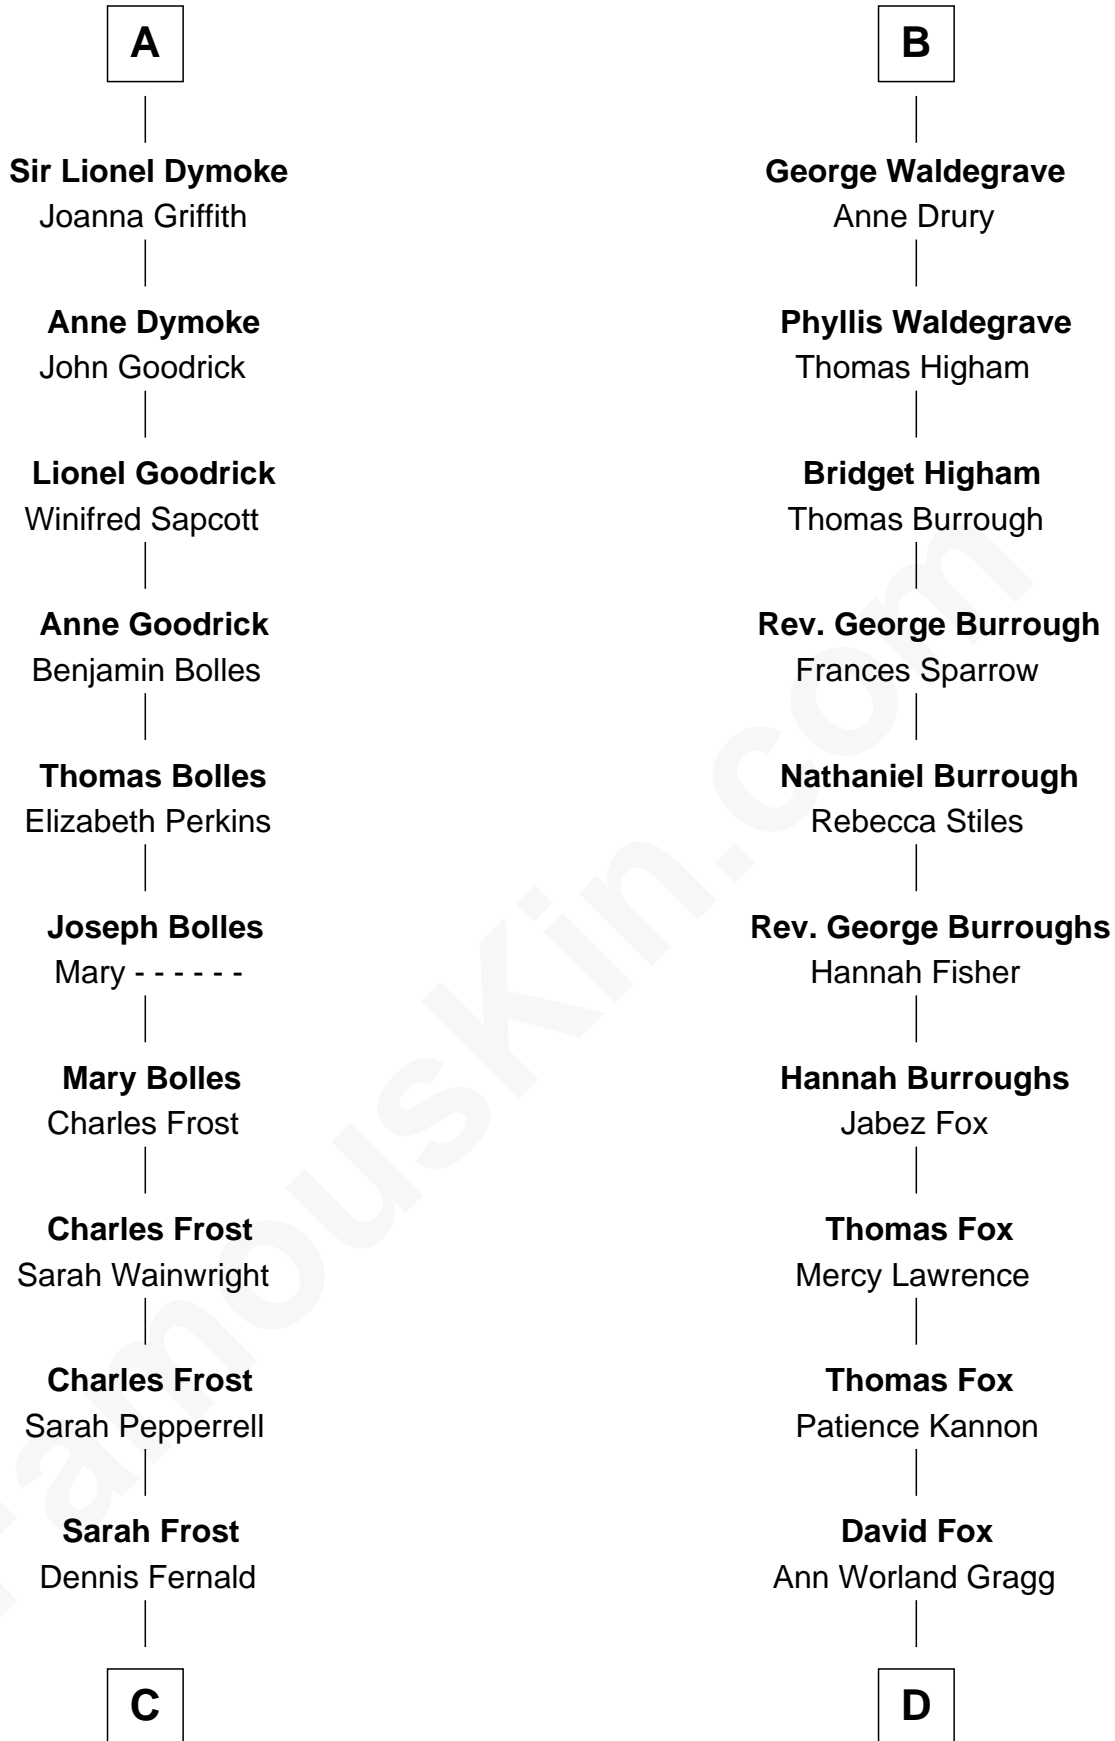 A
Sir Lionel Dymoke
Joanna Griffith
Anne Dymoke
John Goodrick
Lionel Goodrick
Winifred Sapcott
Anne Goodrick
Benjamin Bolles
Thomas Bolles
Elizabeth Perkins
Joseph Bolles
Mary - - - - - -
Mary Bolles
Charles Frost
Charles Frost
Sarah Wainwright
Charles Frost
Sarah Pepperrell
Sarah Frost
Dennis Fernald
C
B
George Waldegrave
Anne Drury
Phyllis Waldegrave
Thomas Higham
Bridget Higham
Thomas Burrough
Rev. George Burrough
Frances Sparrow
Nathaniel Burrough
Rebecca Stiles
Rev. George Burroughs
Hannah Fisher
Hannah Burroughs
Jabez Fox
Thomas Fox
Mercy Lawrence
Thomas Fox
Patience Kannon
David Fox
Ann Worland Gragg
D
FamousKin.com